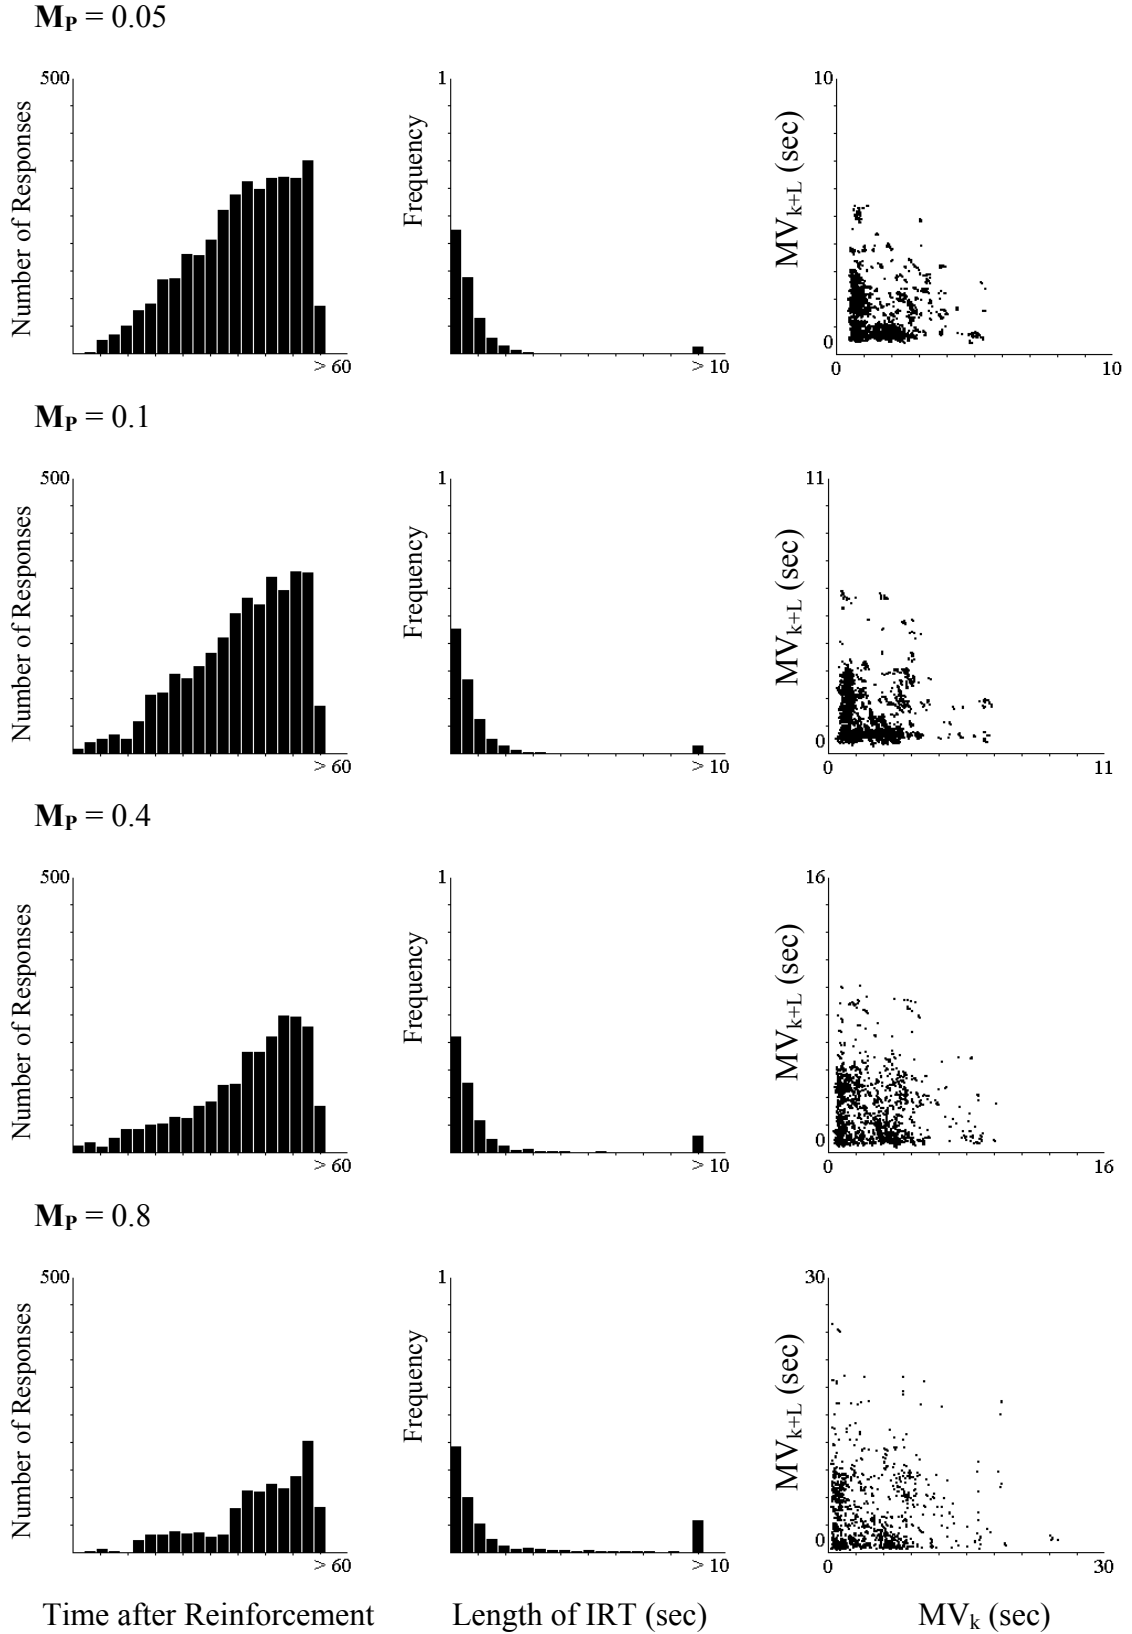 M_P = 0.05
500
Number of Responses
> 60
1
Frequency
> 10
10
MV_k+L (sec)
0
0
10
M_P = 0.1
500
Number of Responses
> 60
1
Frequency
> 10
11
MV_k+L (sec)
0
0
11
M_P = 0.4
500
Number of Responses
> 60
1
Frequency
> 10
16
MV_k+L (sec)
0
0
16
M_P = 0.8
500
Number of Responses
> 60
1
Frequency
> 10
30
MV_k+L (sec)
0
0
30
Time after Reinforcement
Length of IRT (sec)
MV_k (sec)